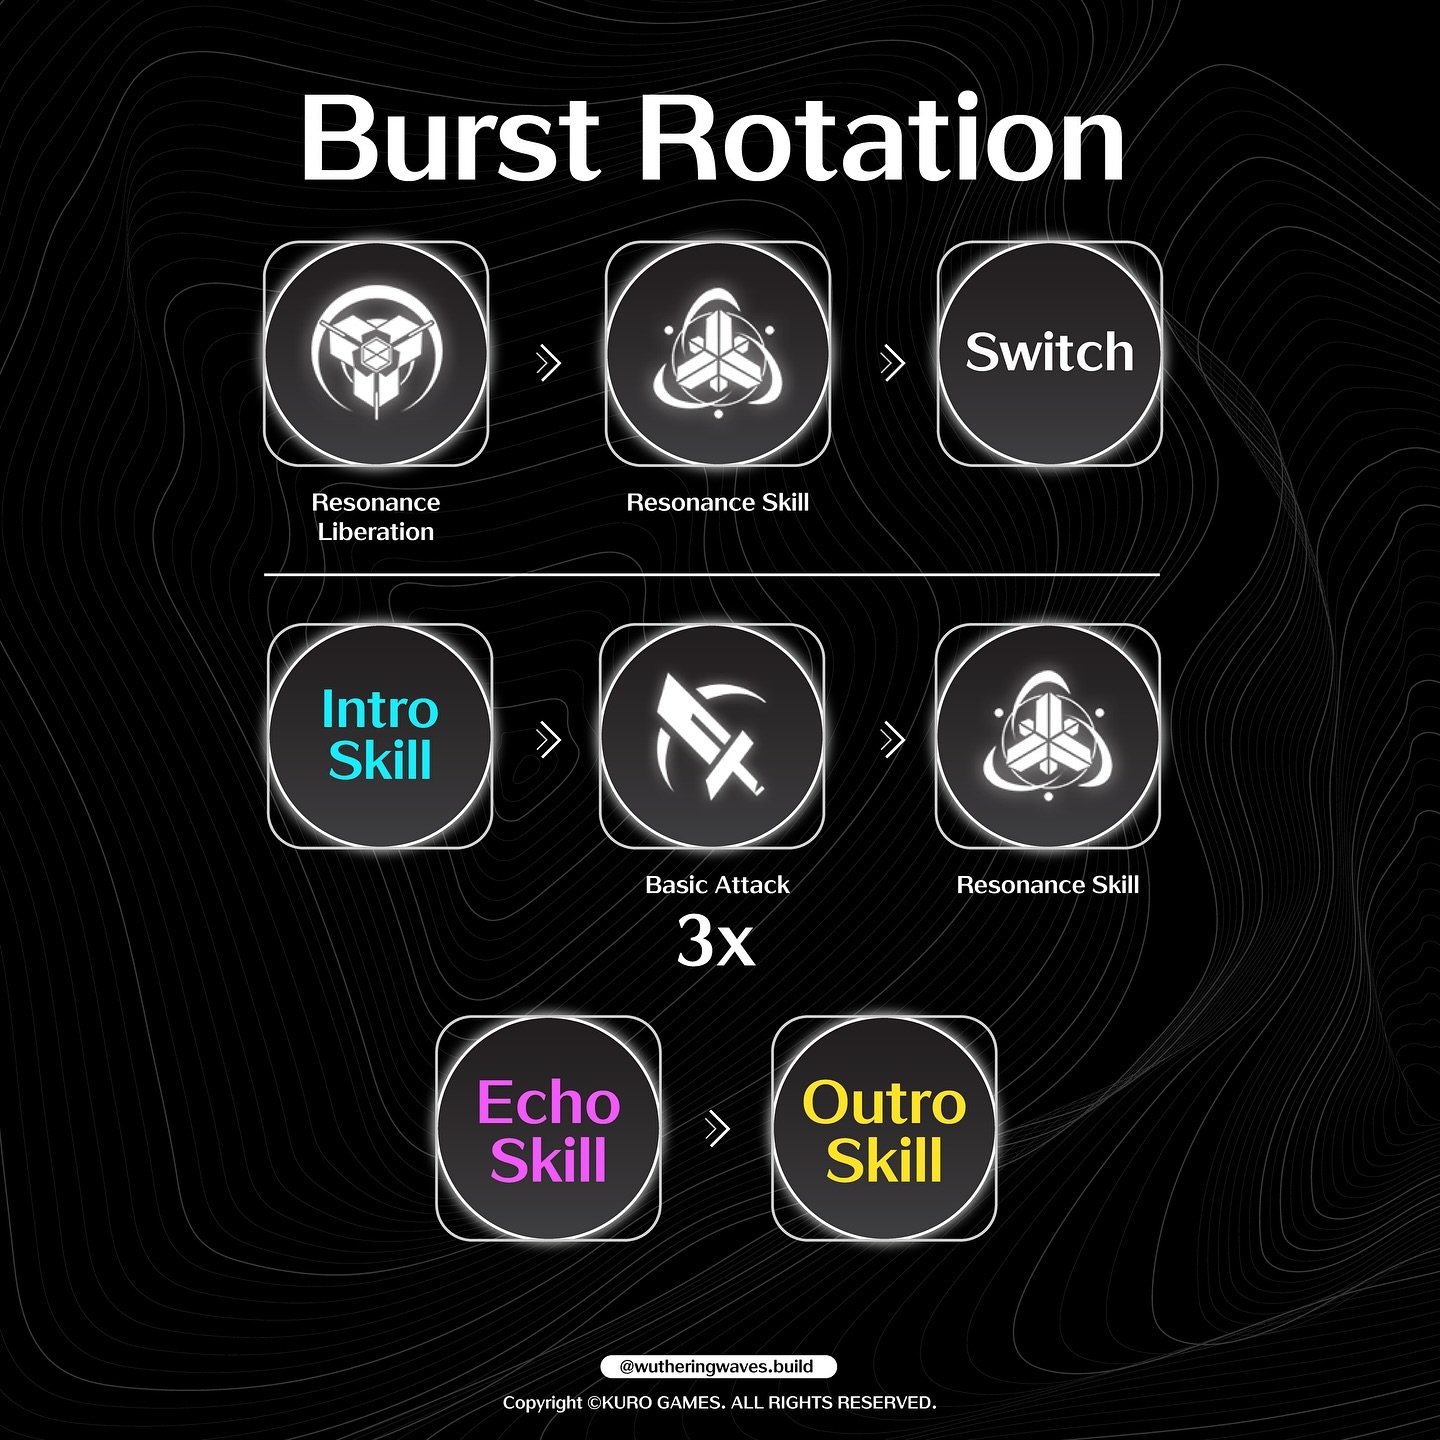 Burst Rotation
Switch
Resonance
Liberation
Resonance Skill
Intro
Skill
Basic Attack
3x
Resonance Skill
Echo
Skill
Outro
Skill
@wutheringwaves.build
Copyright ©KURO GAMES. ALL RIGHTS RESERVED.